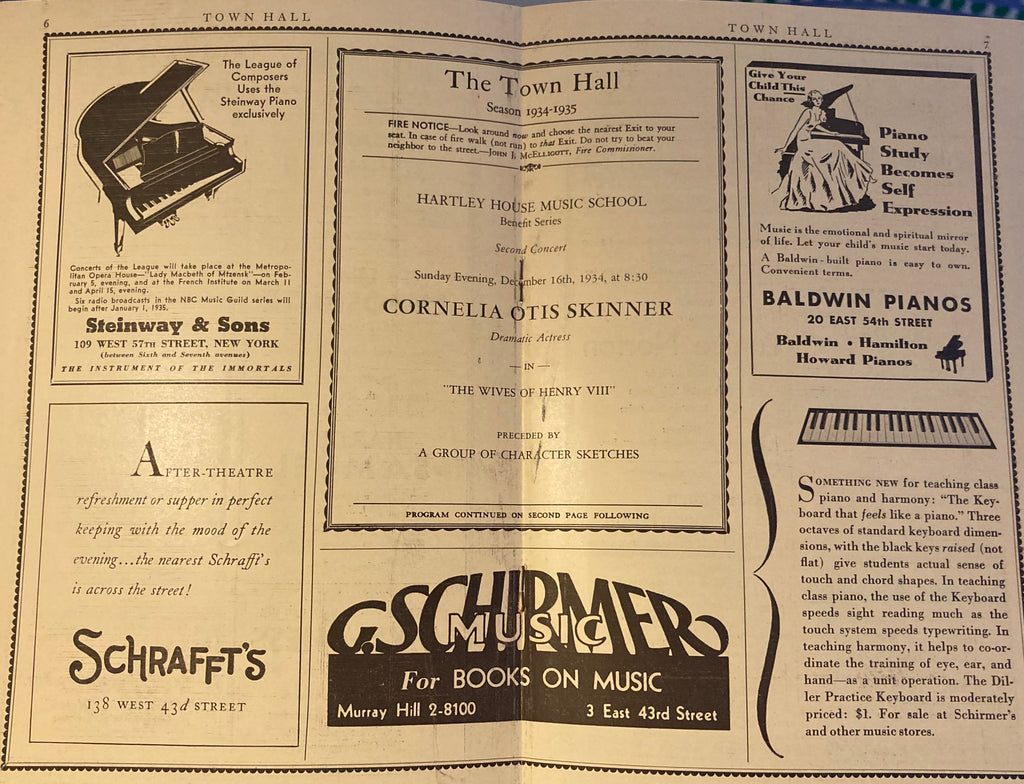 6
TOWN HALL
The League of
Composers
Uses the
Steinway Piano
exclusively
Concerts of the League will take place at the Metropo-
litan Opera House—"Lady Macbeth of Mtzensk"—on Feb-
ruary 5, evening, and at the French Institute on March 11
and April 15, evening.
Six radio broadcasts in the NBC Music Guild series will
begin after January 1, 1935.
Steinway & Sons
109 WEST 57TH STREET, NEW YORK
(between Sixth and Seventh avenues)
THE INSTRUMENT OF THE IMMORTALS
AFTER-THEATRE
refreshment or supper in perfect
keeping with the mood of the
evening...the nearest Schrafft's
is across the street!
SCHRAFFT'S
138 WEST 43d STREET
The Town Hall
Season 1934-1935
FIRE NOTICE—Look around now and choose the nearest Exit to your
seat. In case of fire walk (not run) to that Exit. Do not try to beat your
neighbor to the street.—JOHN J. McELLIGOTT, Fire Commissioner.
HARTLEY HOUSE MUSIC SCHOOL
Benefit Series
Second Concert
Sunday Evening, December 16th, 1934, at 8:30
CORNELIA OTIS SKINNER
Dramatic Actress
— IN —
"THE WIVES OF HENRY VIII"
PRECEDED BY
A GROUP OF CHARACTER SKETCHES
PROGRAM CONTINUED ON SECOND PAGE FOLLOWING
G. SCHIRMER
MUSIC
For BOOKS ON MUSIC
Murray Hill 2-8100
3 East 43rd Street
TOWN HALL
7
Give Your
Child This
Chance
Piano
Study
Becomes
Self
Expression
Music is the emotional and spiritual mirror
of life. Let your child's music start today.
A Baldwin-built piano is easy to own.
Convenient terms.
BALDWIN PIANOS
20 EAST 54th STREET
Baldwin • Hamilton
Howard Pianos
SOMETHING NEW for teaching class
piano and harmony: "The Key-
board that feels like a piano." Three
octaves of standard keyboard dimen-
sions, with the black keys raised (not
flat) give students actual sense of
touch and chord shapes. In teaching
class piano, the use of the Keyboard
speeds sight reading much as the
touch system speeds typewriting. In
teaching harmony, it helps to co-or-
dinate the training of eye, ear, and
hand—as a unit operation. The Dil-
ler Practice Keyboard is moderately
priced: $1. For sale at Schirmer's
and other music stores.